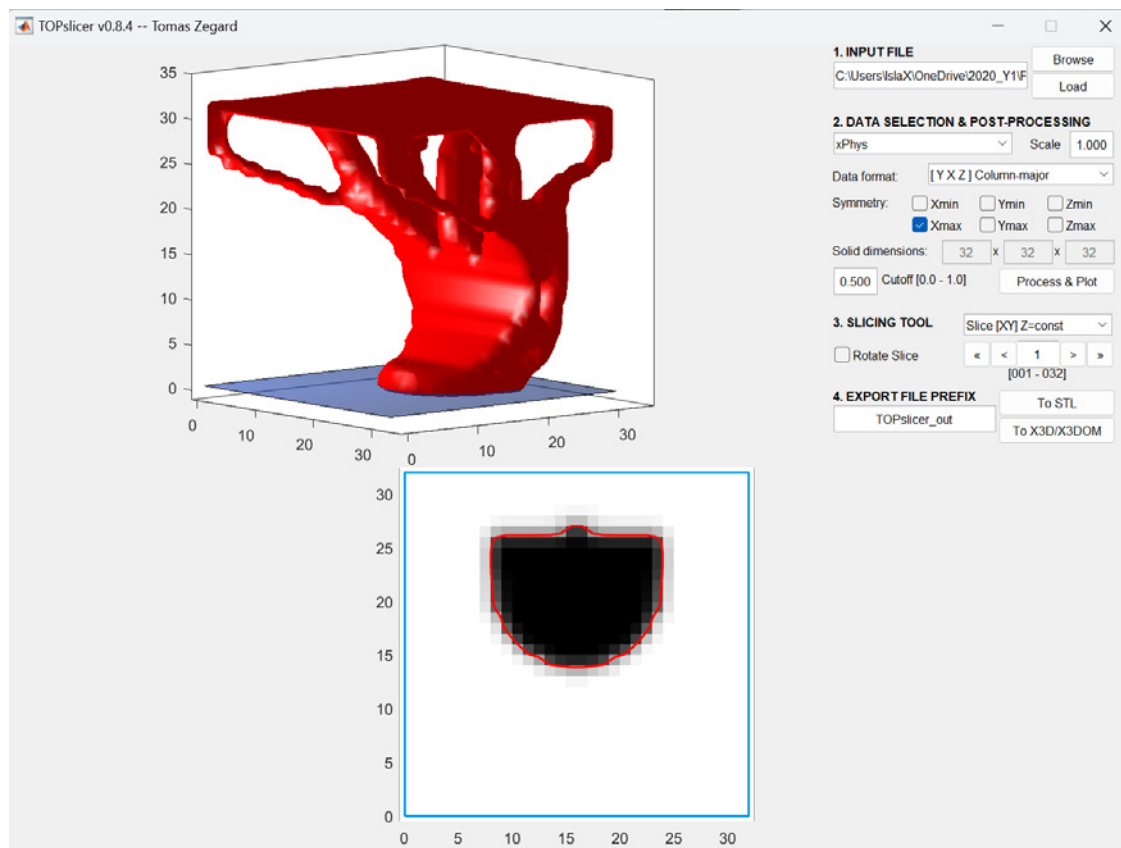 TOPslicer v0.8.4 -- Tomas Zegard
1. INPUT FILE
Browse
C:\Users\IslaX\OneDrive\2020_Y1\F
Load
2. DATA SELECTION & POST-PROCESSING
xPhys
Scale 1.000
Data format: [ Y X Z ] Column-major
Symmetry: Xmin Ymin Zmin
Xmax Ymax Zmax
Solid dimensions: 32 x 32 x 32
0.500 Cutoff [0.0 - 1.0] Process & Plot
3. SLICING TOOL Slice [XY] Z=const
Rotate Slice « < 1 > »
[001 - 032]
4. EXPORT FILE PREFIX To STL
TOPslicer_out To X3D/X3DOM
35
30
25
20
15
10
5
0
0 10 20 30
0 10 20 30
30
25
20
15
10
5
0
0 5 10 15 20 25 30